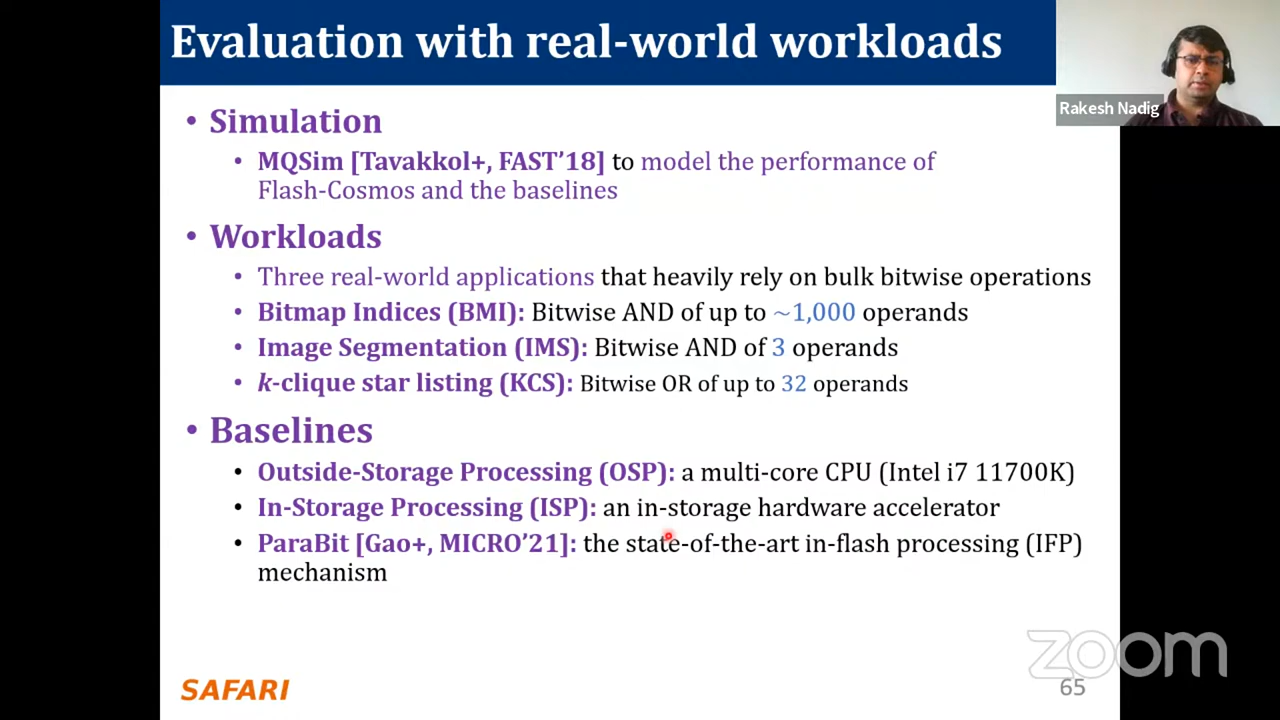 Evaluation with real-world workloads
Rakesh Nadig
• Simulation
• MQSim [Tavakkol+, FAST’18] to model the performance of
Flash-Cosmos and the baselines
• Workloads
• Three real-world applications that heavily rely on bulk bitwise operations
• Bitmap Indices (BMI): Bitwise AND of up to ~1,000 operands
• Image Segmentation (IMS): Bitwise AND of 3 operands
• k-clique star listing (KCS): Bitwise OR of up to 32 operands
• Baselines
• Outside-Storage Processing (OSP): a multi-core CPU (Intel i7 11700K)
• In-Storage Processing (ISP): an in-storage hardware accelerator
• ParaBit [Gao+, MICRO’21]: the state-of-the-art in-flash processing (IFP)
mechanism
zoom
SAFARI
65